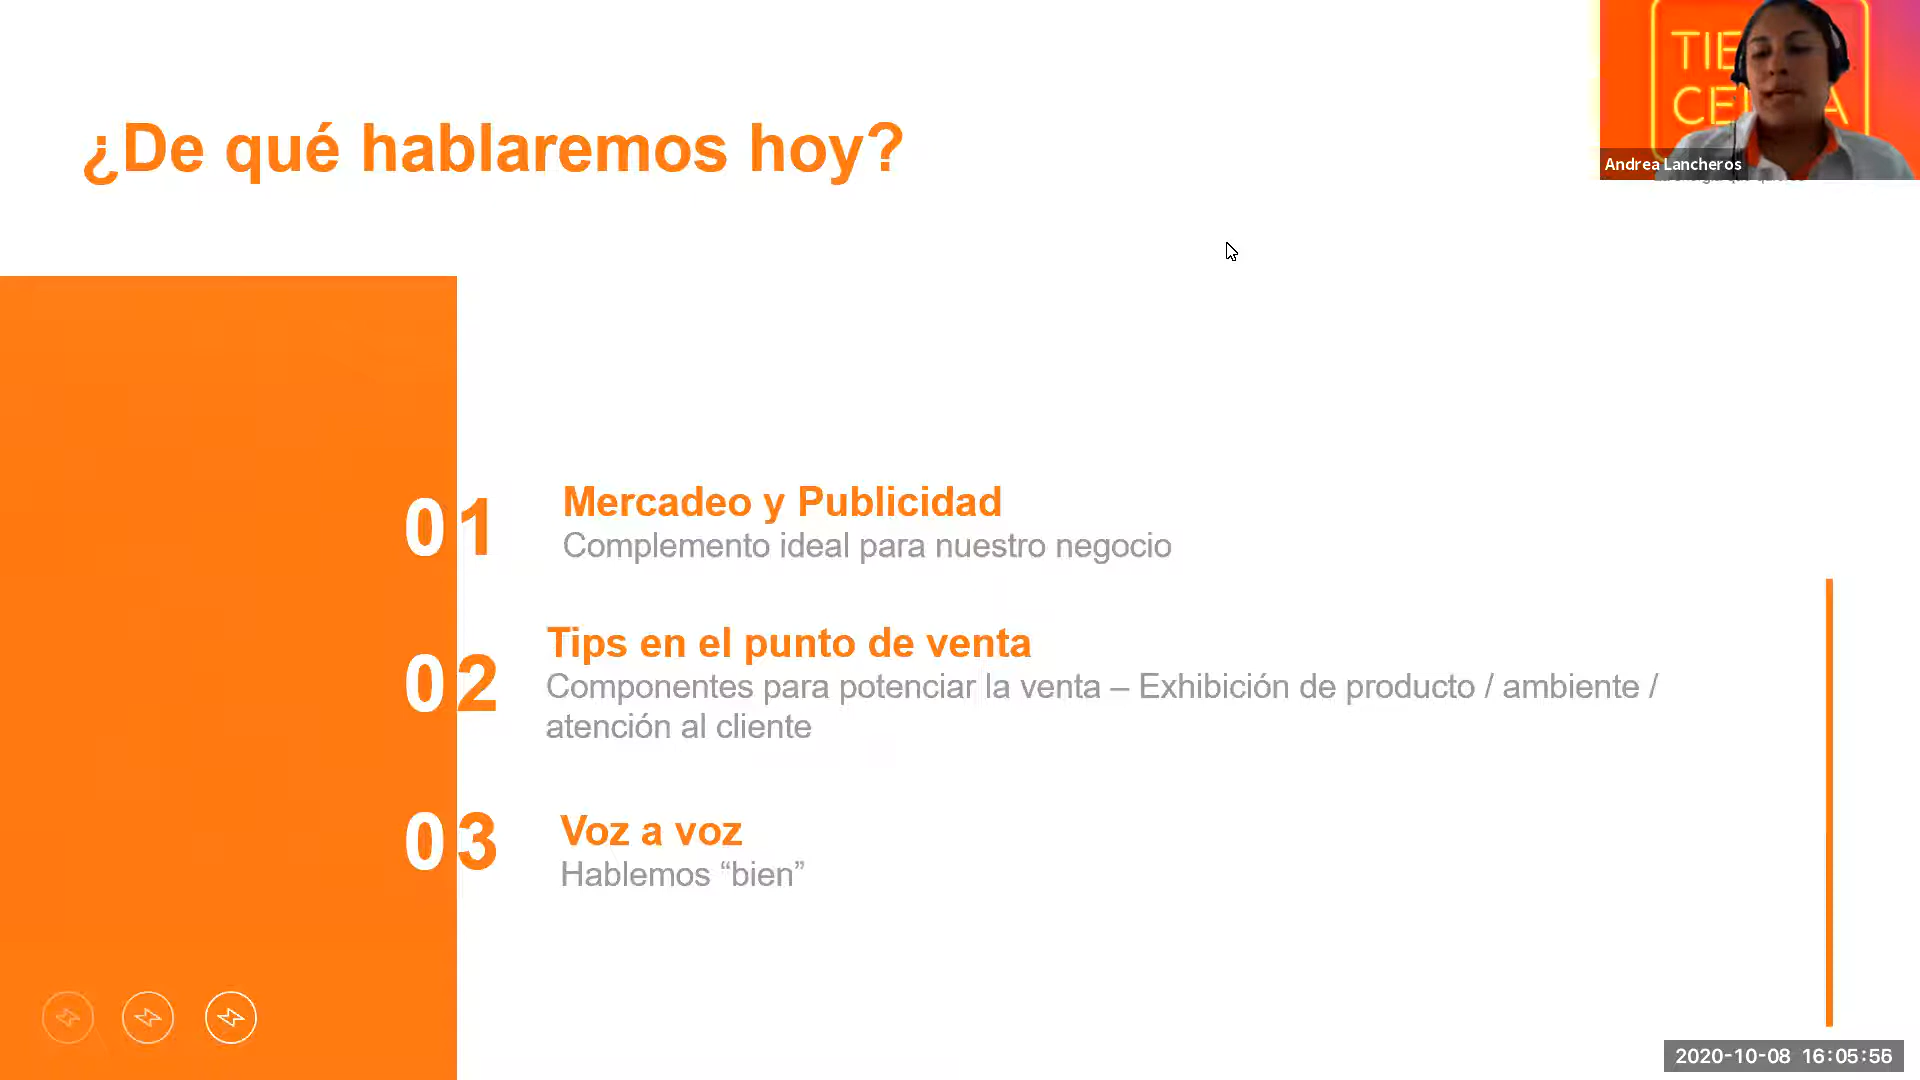 ¿De qué hablaremos hoy?
TIE
CE A
Andrea Lancheros
01
Mercadeo y Publicidad
Complemento ideal para nuestro negocio
02
Tips en el punto de venta
Componentes para potenciar la venta – Exhibición de producto / ambiente /
atención al cliente
03
Voz a voz
Hablemos “bien”
2020-10-08 16:05:56